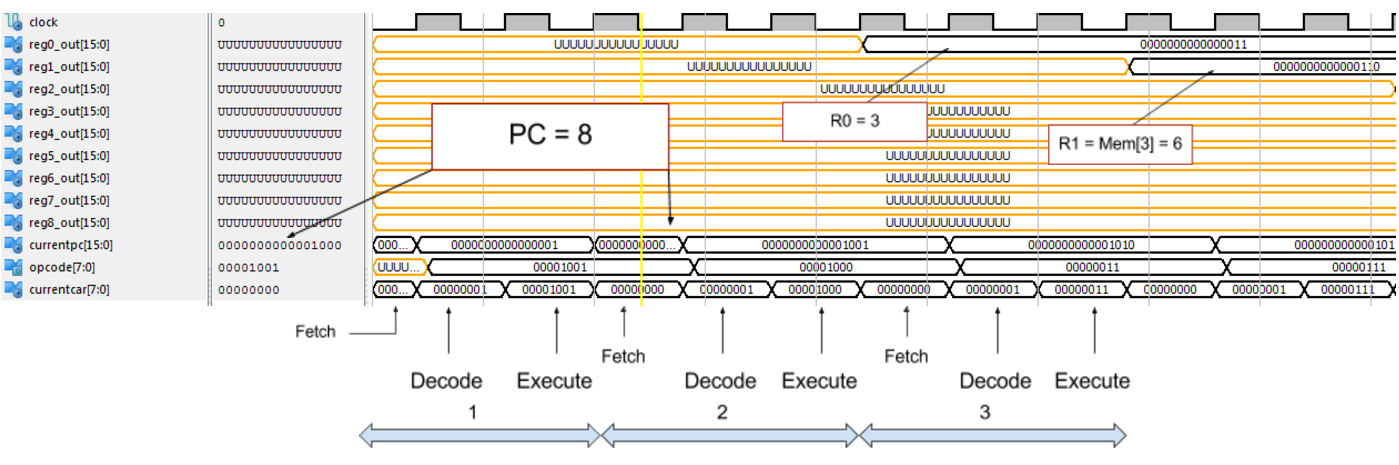 clock 0
reg0_out[15:0] UUUUUUUUUUUUUUUU UUUUUUUUUUUUUUUU 0000000000000011
reg1_out[15:0] UUUUUUUUUUUUUUUU UUUUUUUUUUUUUUUU 0000000000000110
reg2_out[15:0] UUUUUUUUUUUUUUUU UUUUUUUUUUUUUUUU
reg3_out[15:0] UUUUUUUUUUUUUUUU UUUUUUUUUU
R0 = 3
reg4_out[15:0] UUUUUUUUUUUUUUUU UUUUUUUUUU
PC = 8
R1 = Mem[3] = 6
reg5_out[15:0] UUUUUUUUUUUUUUUU UUUUUUUUUUUUUUUU
reg6_out[15:0] UUUUUUUUUUUUUUUU UUUUUUUUUUUUUUUU
reg7_out[15:0] UUUUUUUUUUUUUUUU UUUUUUUUUUUUUUUU
reg8_out[15:0] UUUUUUUUUUUUUUUU UUUUUUUUUUUUUUUU
currentpc[15:0] 0000000000001000 000... 0000000000000001 0000000000... 0000000000001001 0000000000001010 000000000000101
opcode[7:0] 00001001 UUUU... 00001001 00001000 00000011 00000111
currentcar[7:0] 00000000 000... 00000001 00001001 00000000 00000001 00001000 00000000 00000001 00000011 00000000 00000001 00000111
Fetch Fetch Fetch
Decode Execute Decode Execute Decode Execute
1 2 3